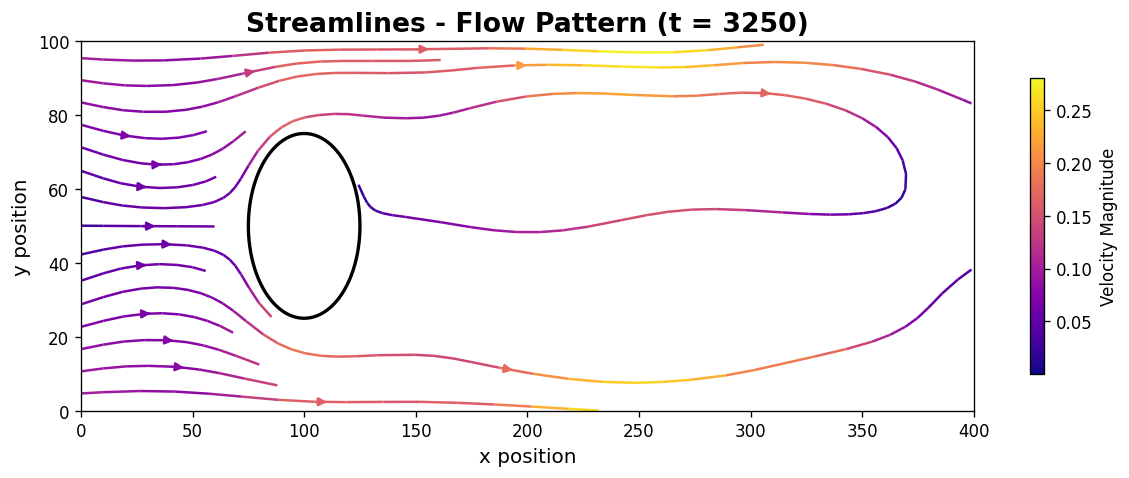 Streamlines - Flow Pattern (t = 3250)
100
80
60
40
20
0
y position
0 50 100 150 200 250 300 350 400
x position
0.25
0.20
0.15
0.10
0.05
Velocity Magnitude